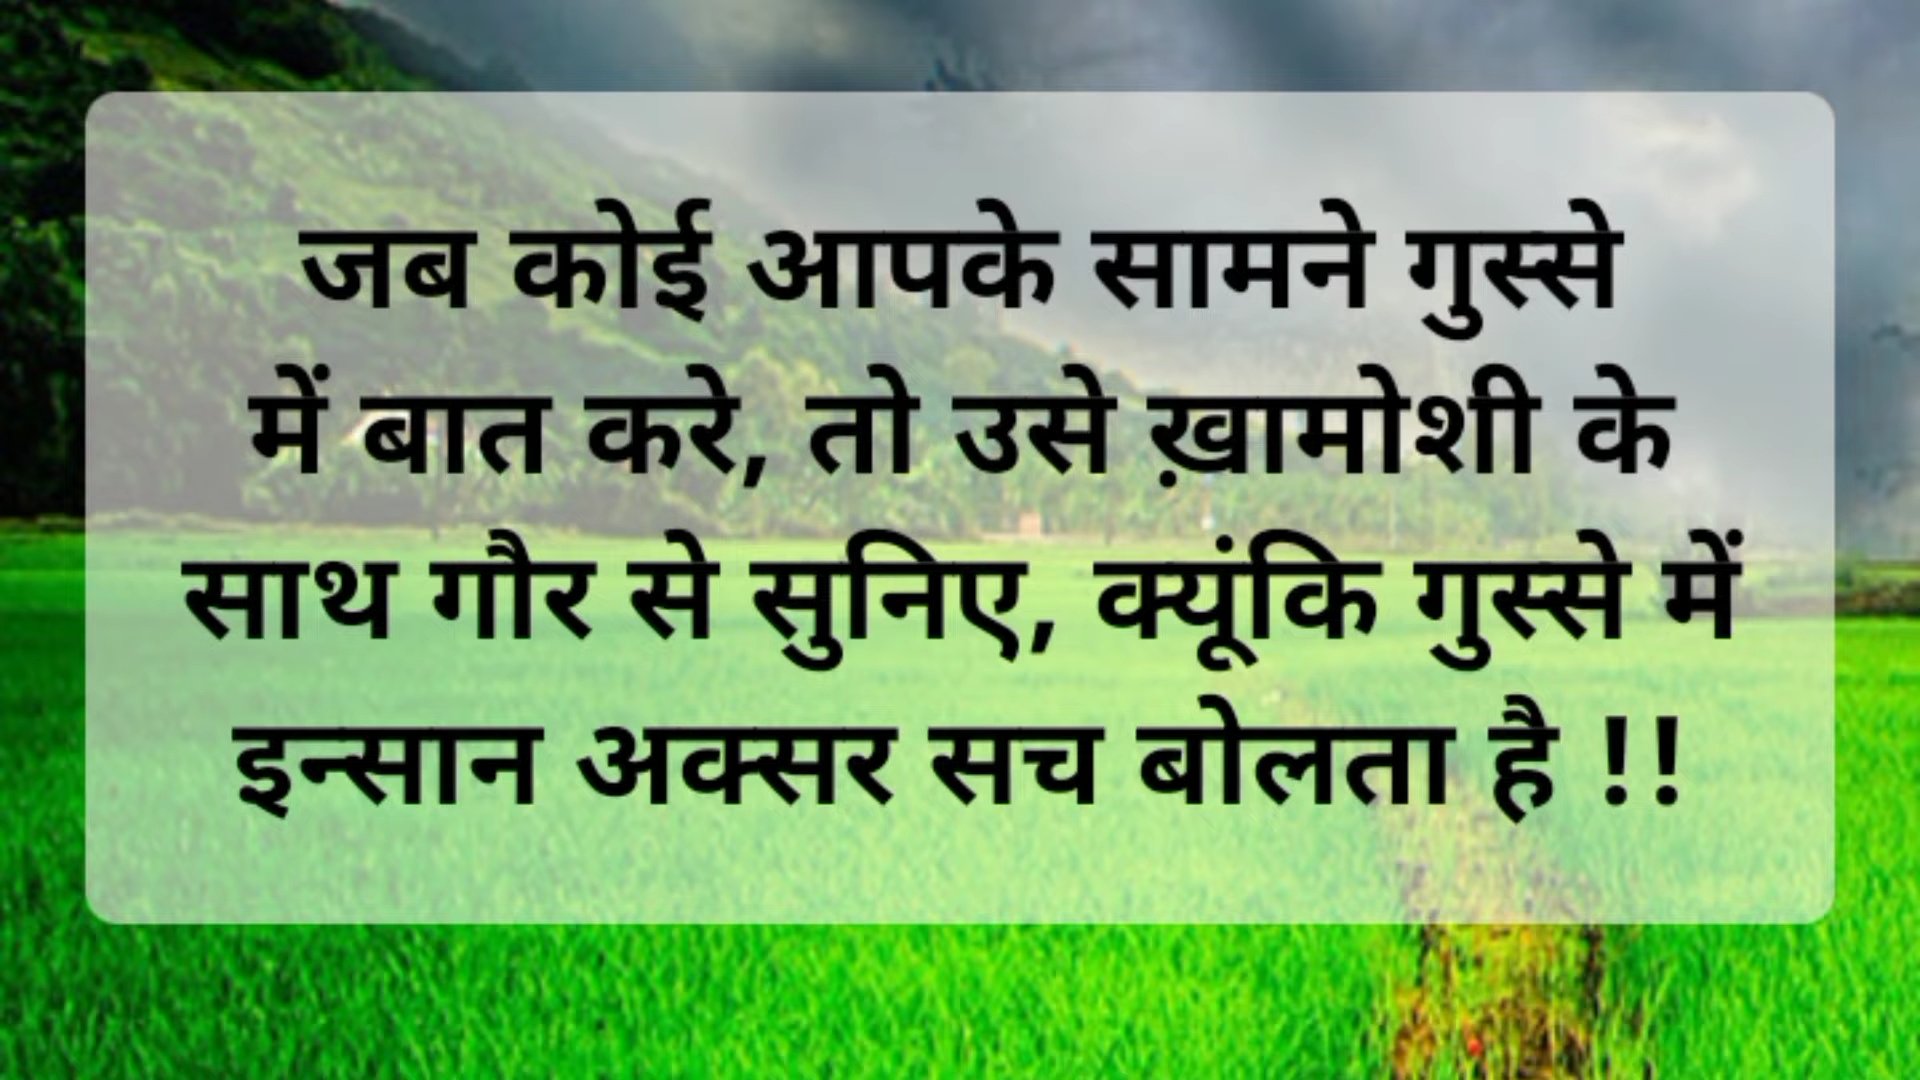 जब कोई आपके सामने गुस्से
में बात करे, तो उसे ख़ामोशी के
साथ गौर से सुनिए, क्यूंकि गुस्से में
इन्सान अक्सर सच बोलता है !!